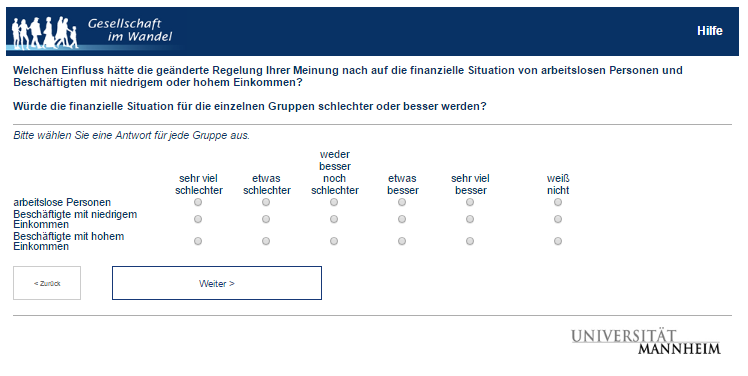 Gesellschaft
im Wandel
Hilfe
Welchen Einfluss hätte die geänderte Regelung Ihrer Meinung nach auf die finanzielle Situation von arbeitslosen Personen und
Beschäftigten mit niedrigem oder hohem Einkommen?
Würde die finanzielle Situation für die einzelnen Gruppen schlechter oder besser werden?
Bitte wählen Sie eine Antwort für jede Gruppe aus.
sehr viel
schlechter
etwas
schlechter
weder
besser
noch
schlechter
etwas
besser
sehr viel
besser
weiß
nicht
arbeitslose Personen
Beschäftigte mit niedrigem
Einkommen
Beschäftigte mit hohem
Einkommen
< Zurück
Weiter >
UNIVERSITÄT
MANNHEIM